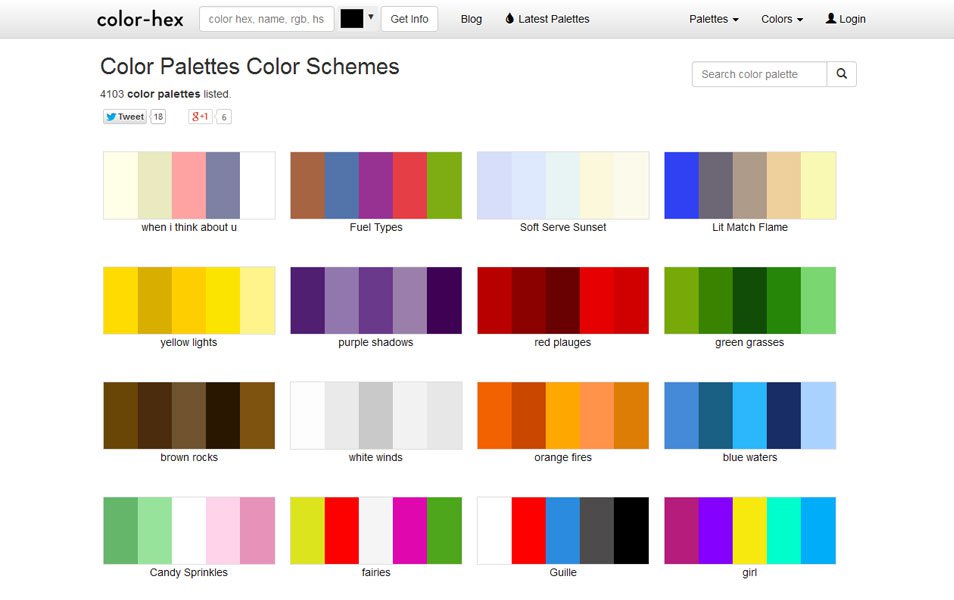 color-hex color hex, name, rgb, hs Get Info Blog Latest Palettes Palettes Colors Login
Color Palettes Color Schemes
Search color palette
4103 color palettes listed.
Tweet 18 g+1 6
when i think about u Fuel Types Soft Serve Sunset Lit Match Flame
yellow lights purple shadows red plauges green grasses
brown rocks white winds orange fires blue waters
Candy Sprinkles fairies Guille girl